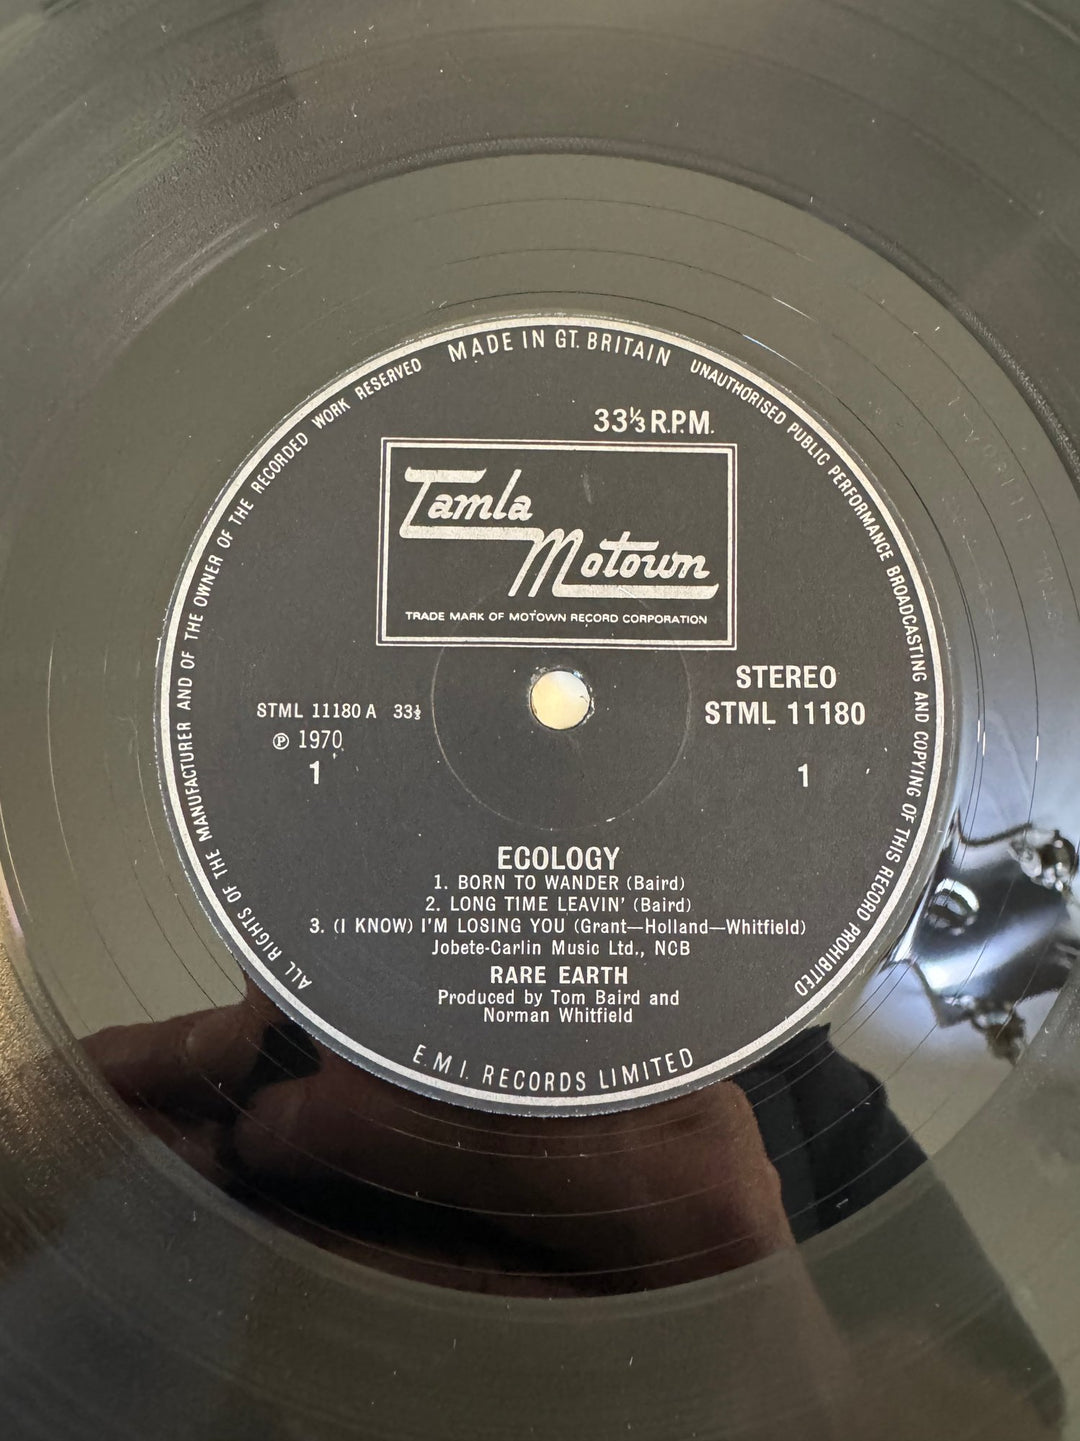 MADE IN GT. BRITAIN
UNAUTHORISED PUBLIC PERFORMANCE BROADCASTING AND COPYING OF THIS RECORD PROHIBITED
ALL RIGHTS OF THE MANUFACTURER AND OF THE OWNER OF THE RECORDED WORK RESERVED
33⅓ R.P.M.
Tamla
Motown
TRADE MARK OF MOTOWN RECORD CORPORATION
STEREO
STML 11180
1
STML 11180 A 33⅓
℗ 1970
1
ECOLOGY
1. BORN TO WANDER (Baird)
2. LONG TIME LEAVIN' (Baird)
3. (I KNOW) I'M LOSING YOU (Grant—Holland—Whitfield)
Jobete-Carlin Music Ltd., NCB
RARE EARTH
Produced by Tom Baird and
Norman Whitfield
E.M.I. RECORDS LIMITED